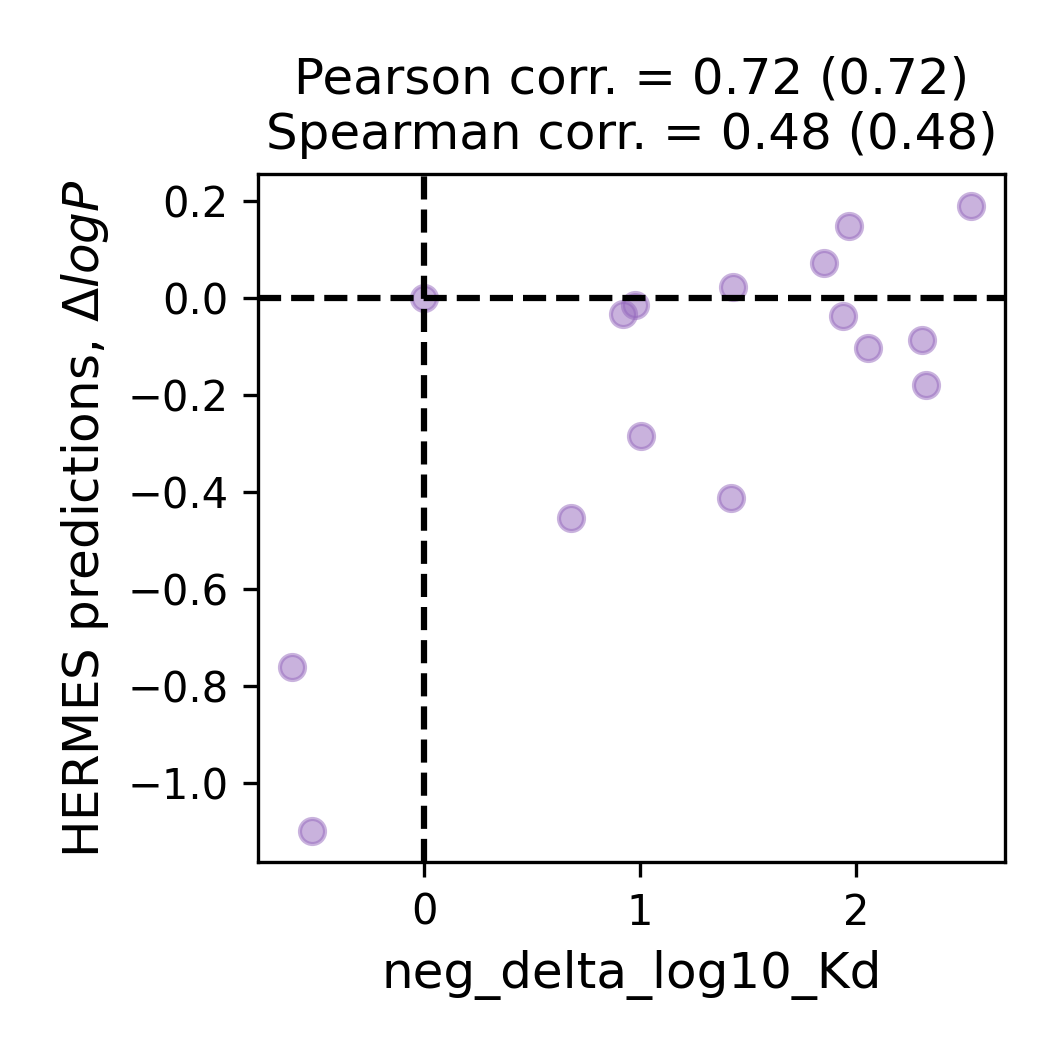 Pearson corr. = 0.72 (0.72)
Spearman corr. = 0.48 (0.48)
HERMES predictions, ΔlogP
0.2
0.0
−0.2
−0.4
−0.6
−0.8
−1.0
0
1
2
neg_delta_log10_Kd